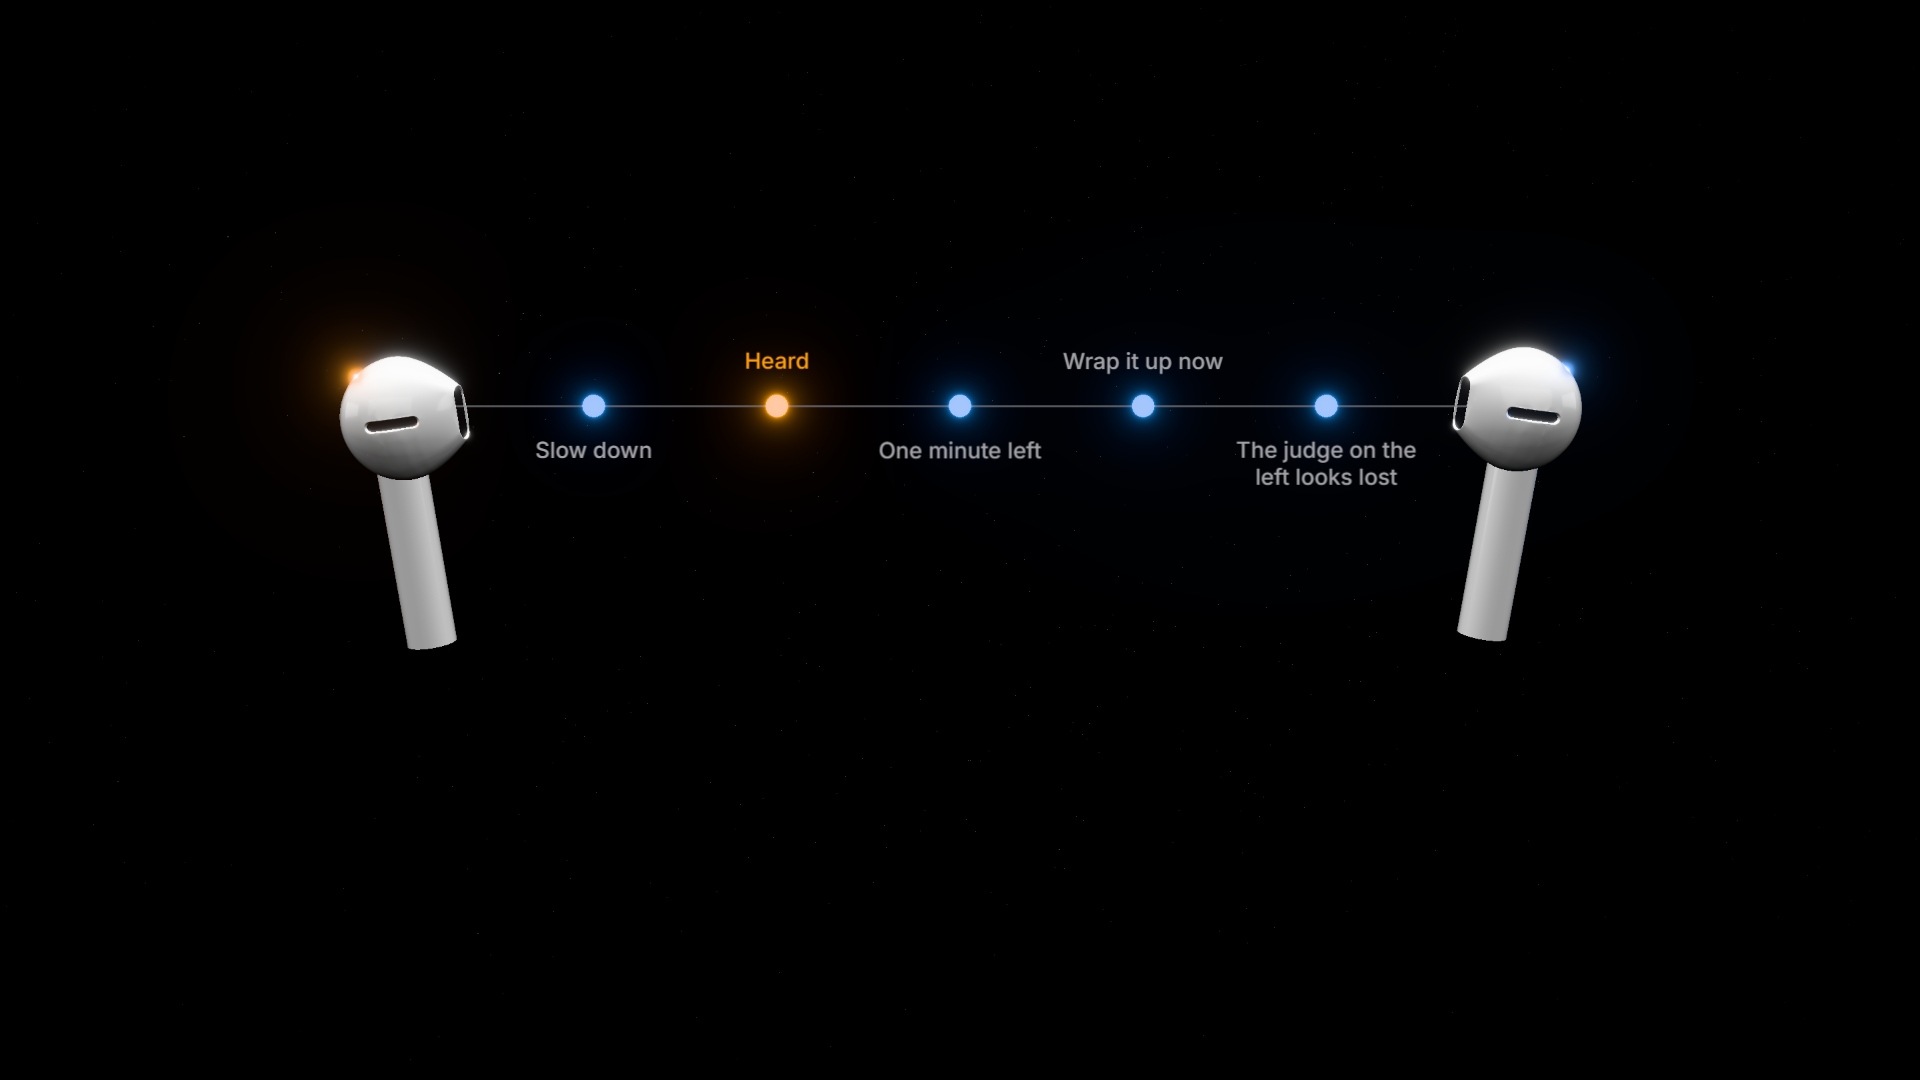 Heard
Wrap it up now
Slow down
One minute left
The judge on the
left looks lost